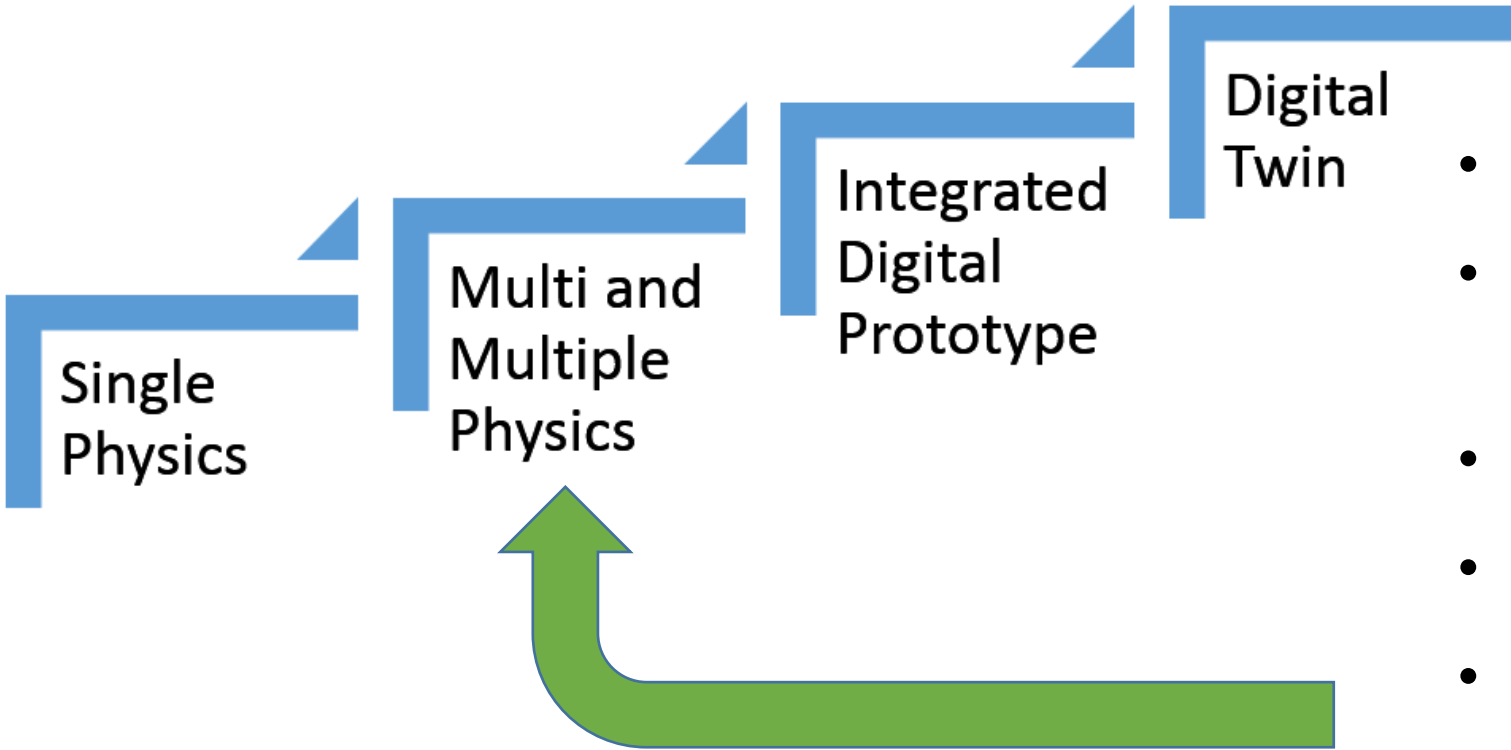 Single
Physics
Multi and
Multiple
Physics
Integrated
Digital
Prototype
Digital
Twin
•
•
•
•
•